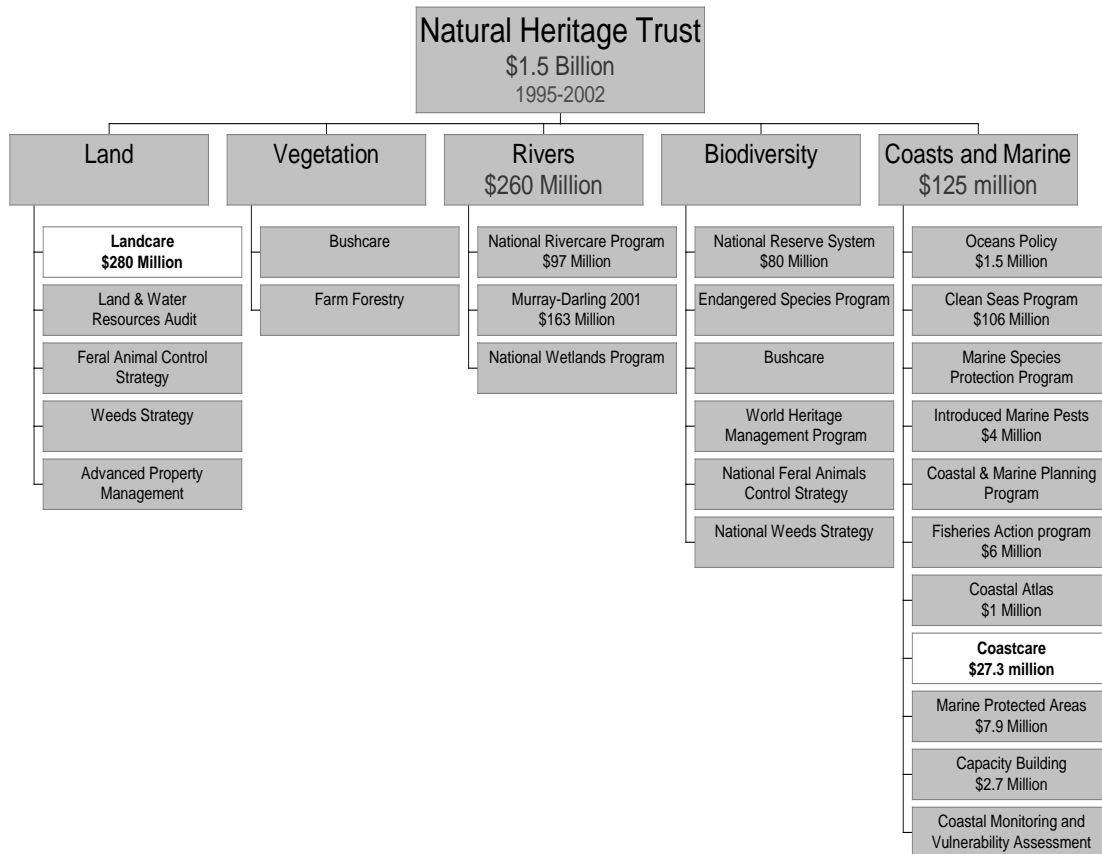 Natural Heritage Trust
$1.5 Billion
1995-2002
Land
Landcare
$280 Million
Land & Water
Resources Audit
Feral Animal Control
Strategy
Weeds Strategy
Advanced Property
Management
Vegetation
Bushcare
Farm Forestry
Rivers
$260 Million
National Rivercare Program
$97 Million
Murray-Darling 2001
$163 Million
National Wetlands Program
Biodiversity
National Reserve System
$80 Million
Endangered Species Program
Bushcare
World Heritage
Management Program
National Feral Animals
Control Strategy
National Weeds Strategy
Coasts and Marine
$125 million
Oceans Policy
$1.5 Million
Clean Seas Program
$106 Million
Marine Species
Protection Program
Introduced Marine Pests
$4 Million
Coastal & Marine Planning
Program
Fisheries Action program
$6 Million
Coastal Atlas
$1 Million
Coastcare
$27.3 million
Marine Protected Areas
$7.9 Million
Capacity Building
$2.7 Million
Coastal Monitoring and
Vulnerability Assessment